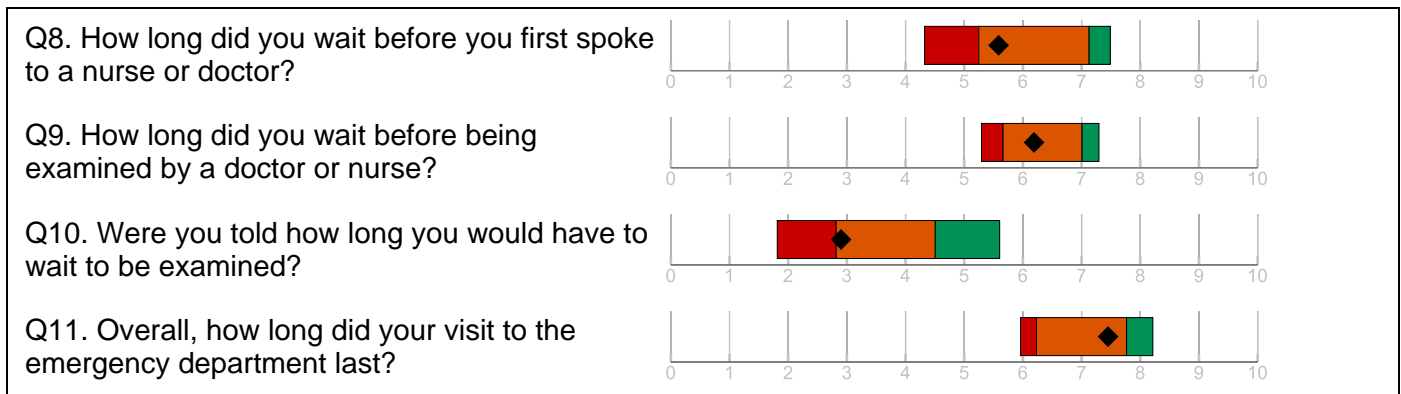 Q8. How long did you wait before you first spoke
to a nurse or doctor?
0 1 2 3 4 5 6 7 8 9 10
Q9. How long did you wait before being
examined by a doctor or nurse?
0 1 2 3 4 5 6 7 8 9 10
Q10. Were you told how long you would have to
wait to be examined?
0 1 2 3 4 5 6 7 8 9 10
Q11. Overall, how long did your visit to the
emergency department last?
0 1 2 3 4 5 6 7 8 9 10